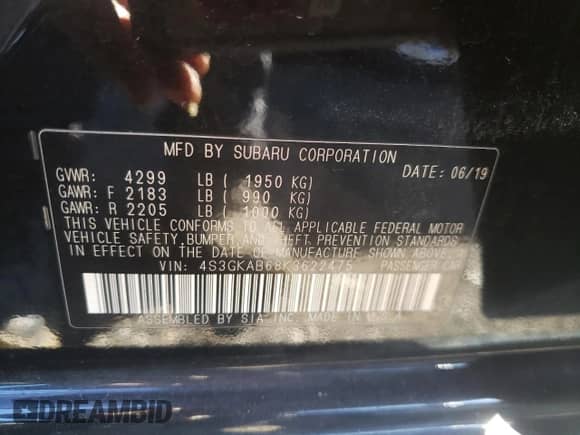 MFD BY SUBARU CORPORATION
DATE: 06/19
GVWR: 4299 LB ( 1950 KG)
GAWR: F 2183 LB ( 990 KG)
GAWR: R 2205 LB ( 1000 KG)
THIS VEHICLE CONFORMS TO ALL APPLICABLE FEDERAL MOTOR
VEHICLE SAFETY, BUMPER AND THEFT PREVENTION STANDARDS
IN EFFECT ON THE DATE OF MANUFACTURE SHOWN ABOVE.
VIN: 4S3GKAB68K3622475 PASSENGER CAR
ASSEMBLED BY SIA INC. MADE IN U.S.A.
DREAMBID